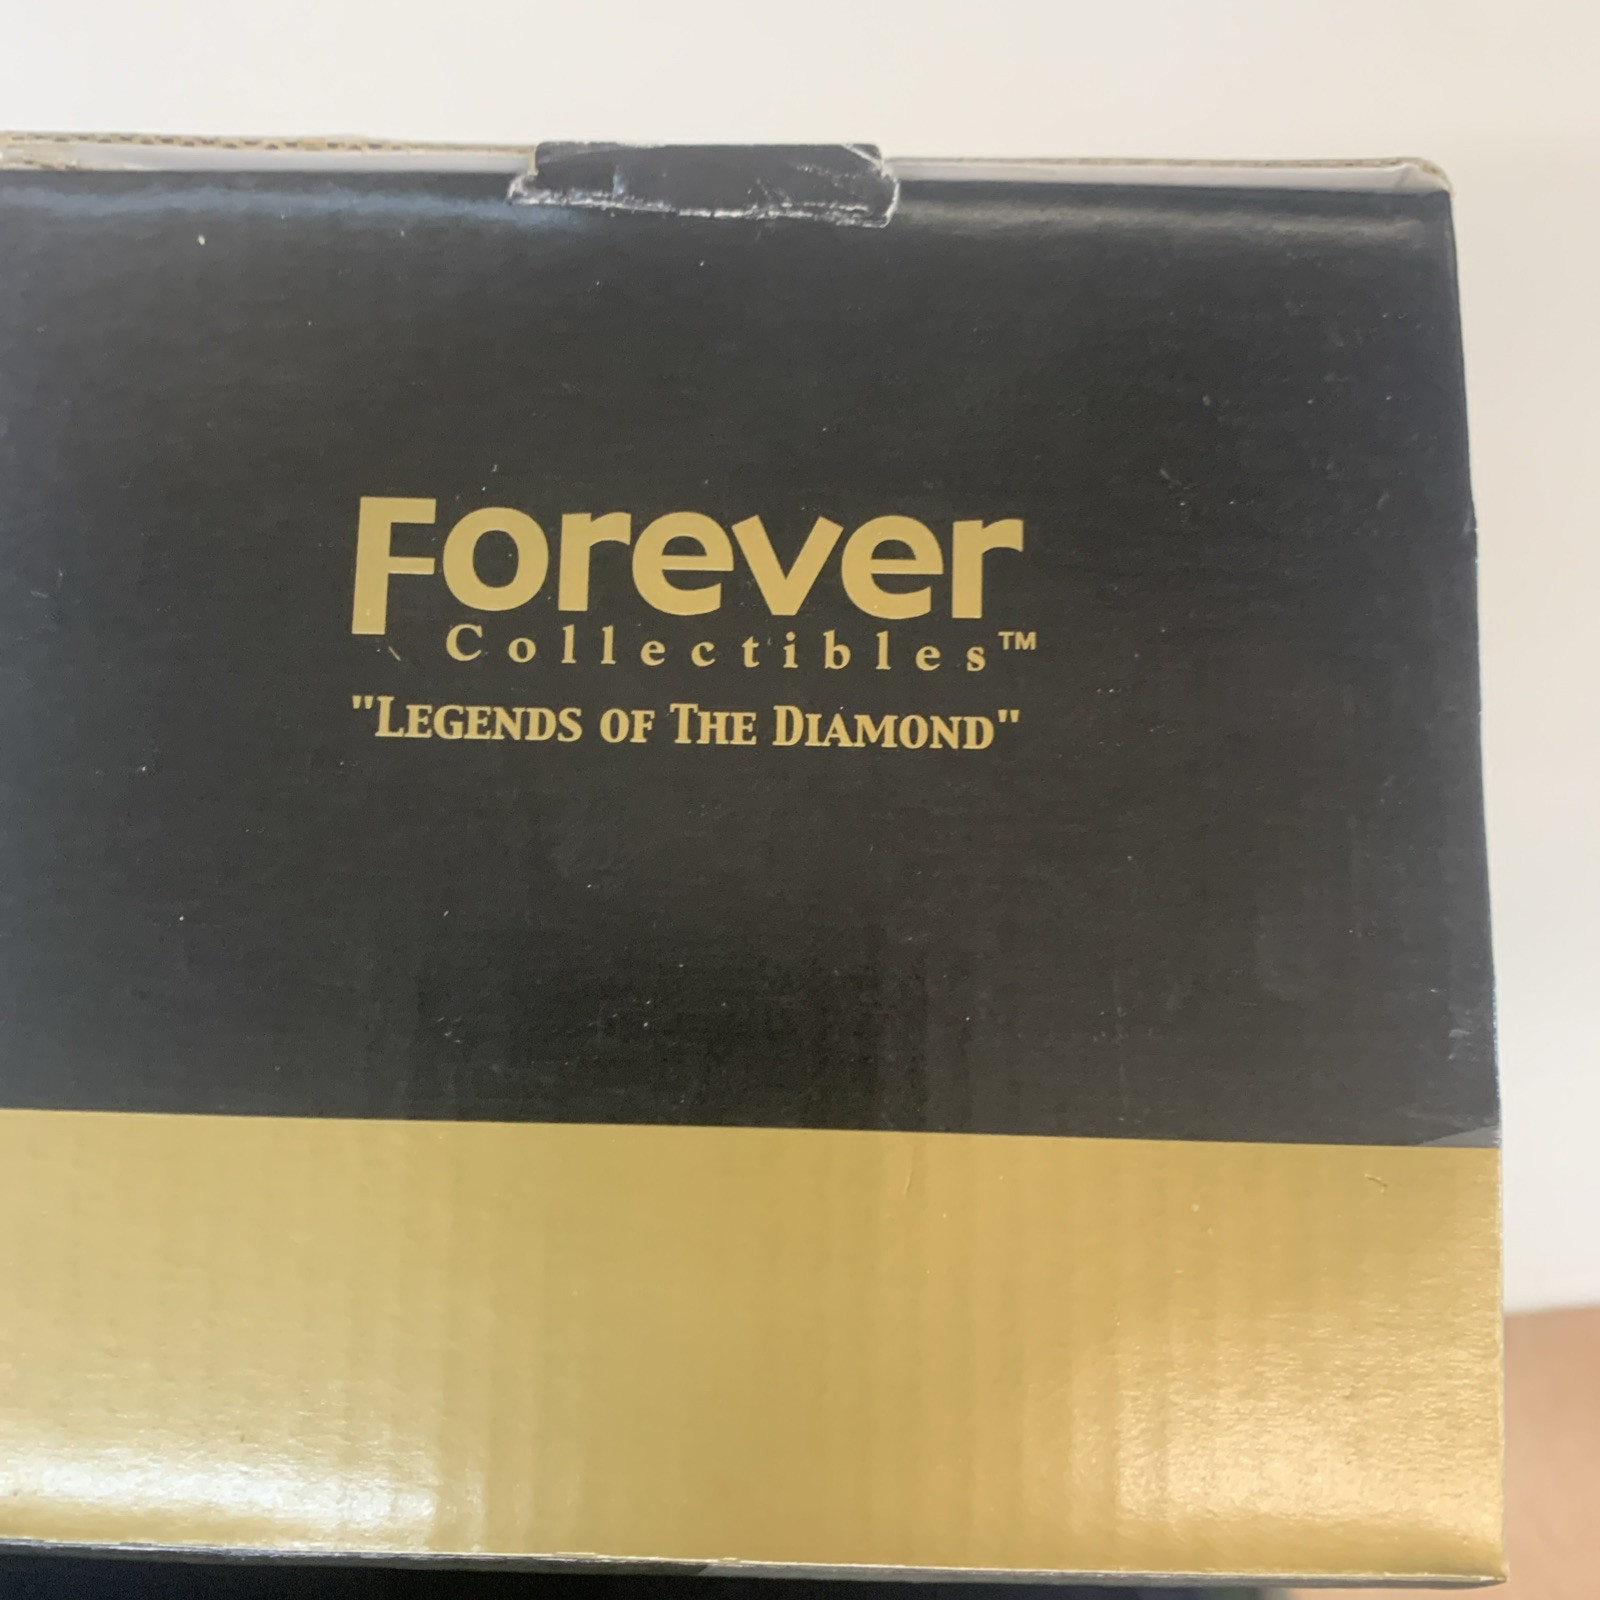 Forever
Collectibles™
"LEGENDS OF THE DIAMOND"